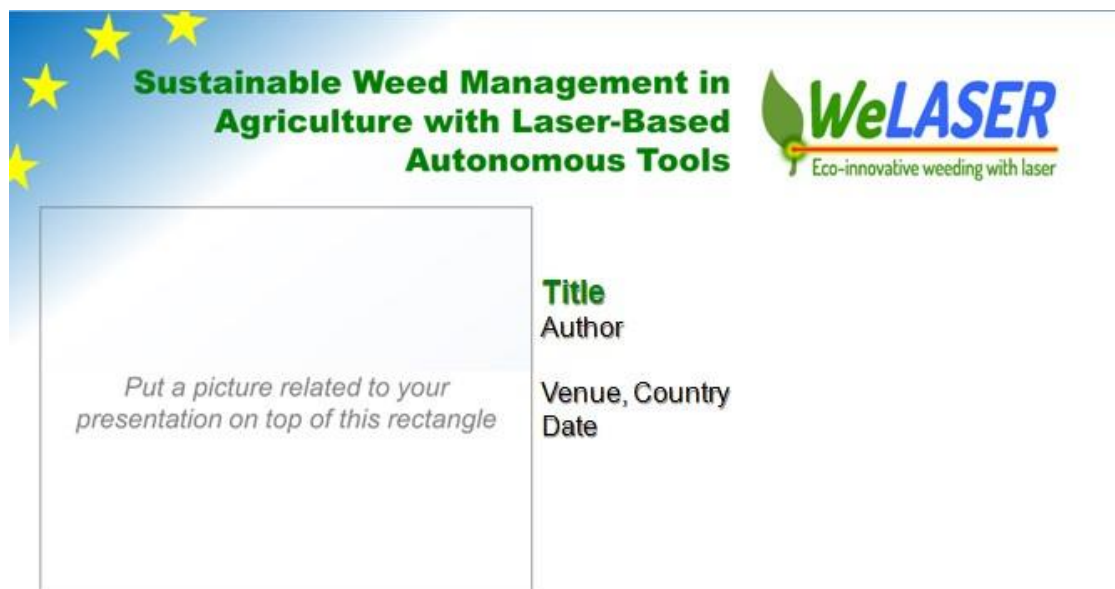 Sustainable Weed Management in
Agriculture with Laser-Based
Autonomous Tools
WeLASER
Eco-innovative weeding with laser
Put a picture related to your
presentation on top of this rectangle
Title
Author
Venue, Country
Date